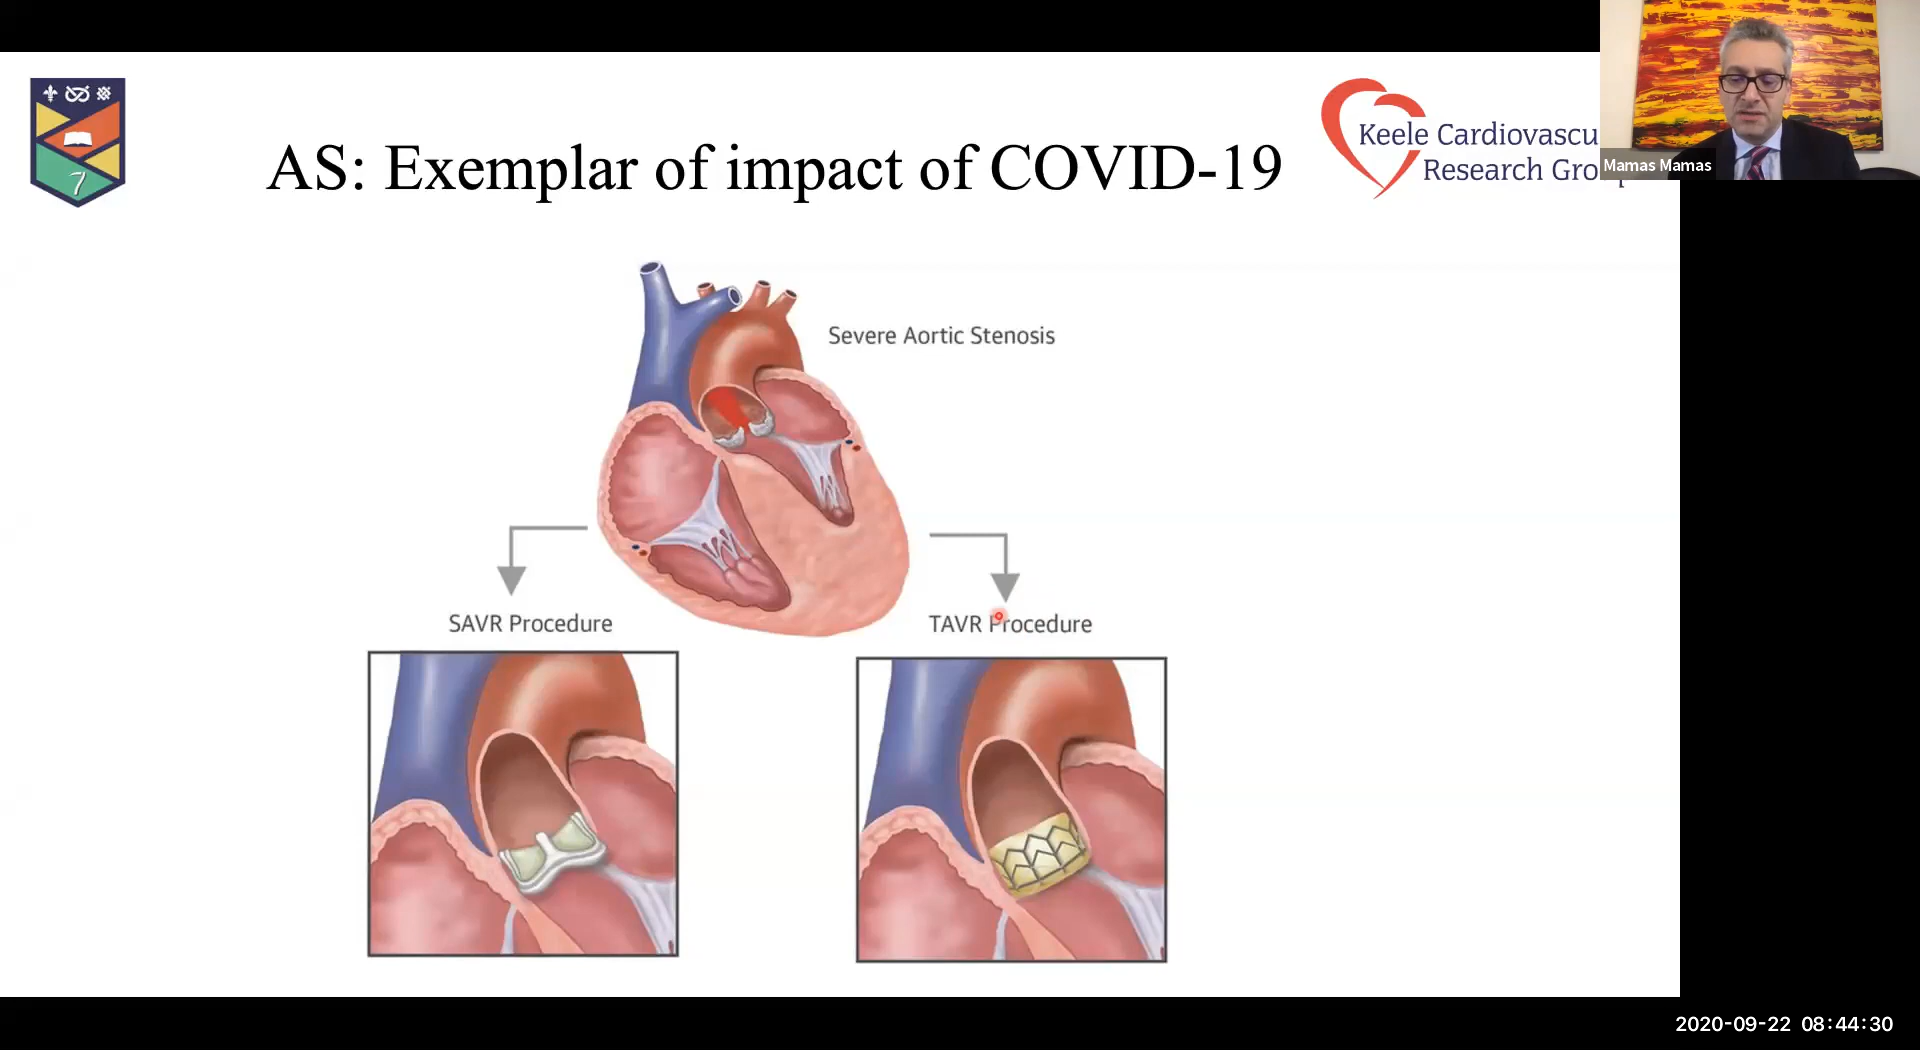 AS: Exemplar of impact of COVID-19
Keele Cardiovascu
Research Gro
Mamas Mamas
Severe Aortic Stenosis
SAVR Procedure
TAVR Procedure
2020-09-22 08:44:30